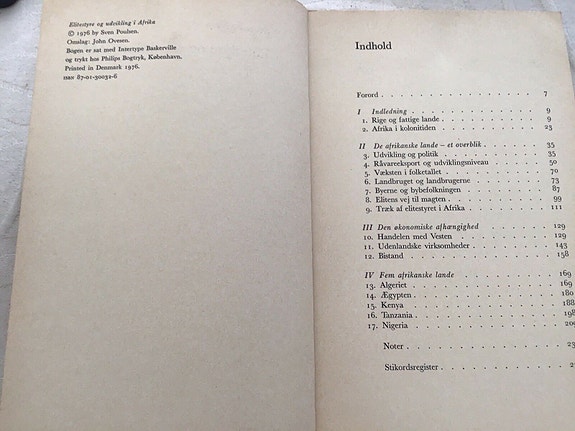 Elitestyre og udvikling i Afrika
© 1976 by Sven Poulsen.
Omslag: John Ovesen.
Bogen er sat med Intertype Baskerville
og trykt hos Philips Bogtryk, København.
Printed in Denmark 1976.
ISBN 87-01-30032-6
Indhold
Forord . . . . . . . . . . . . . . 7
I Indledning . . . . . . . . . . . . 9
1. Rige og fattige lande . . . . . . . . . 9
2. Afrika i kolonitiden . . . . . . . . . 23
II De afrikanske lande – et overblik . . . . . 35
3. Udvikling og politik . . . . . . . . . 35
4. Råvareeksport og udviklingsniveau . . . . . 50
5. Væksten i folketallet . . . . . . . . . 70
6. Landbruget og landbrugerne . . . . . . 73
7. Byerne og bybefolkningen . . . . . . . 87
8. Elitens vej til magten . . . . . . . . 99
9. Træk af elitestyret i Afrika . . . . . . . 111
III Den økonomiske afhængighed . . . . . . 129
10. Handelen med Vesten . . . . . . . . 129
11. Udenlandske virksomheder . . . . . . . 143
12. Bistand . . . . . . . . . . . . 158
IV Fem afrikanske lande . . . . . . . . 169
13. Algeriet . . . . . . . . . . . . 169
14. Ægypten . . . . . . . . . . . . 180
15. Kenya . . . . . . . . . . . . 188
16. Tanzania . . . . . . . . . . . . 198
17. Nigeria . . . . . . . . . . . .
Noter . . . . . . . . . . . .
Stikordsregister . . . . . . . . . .